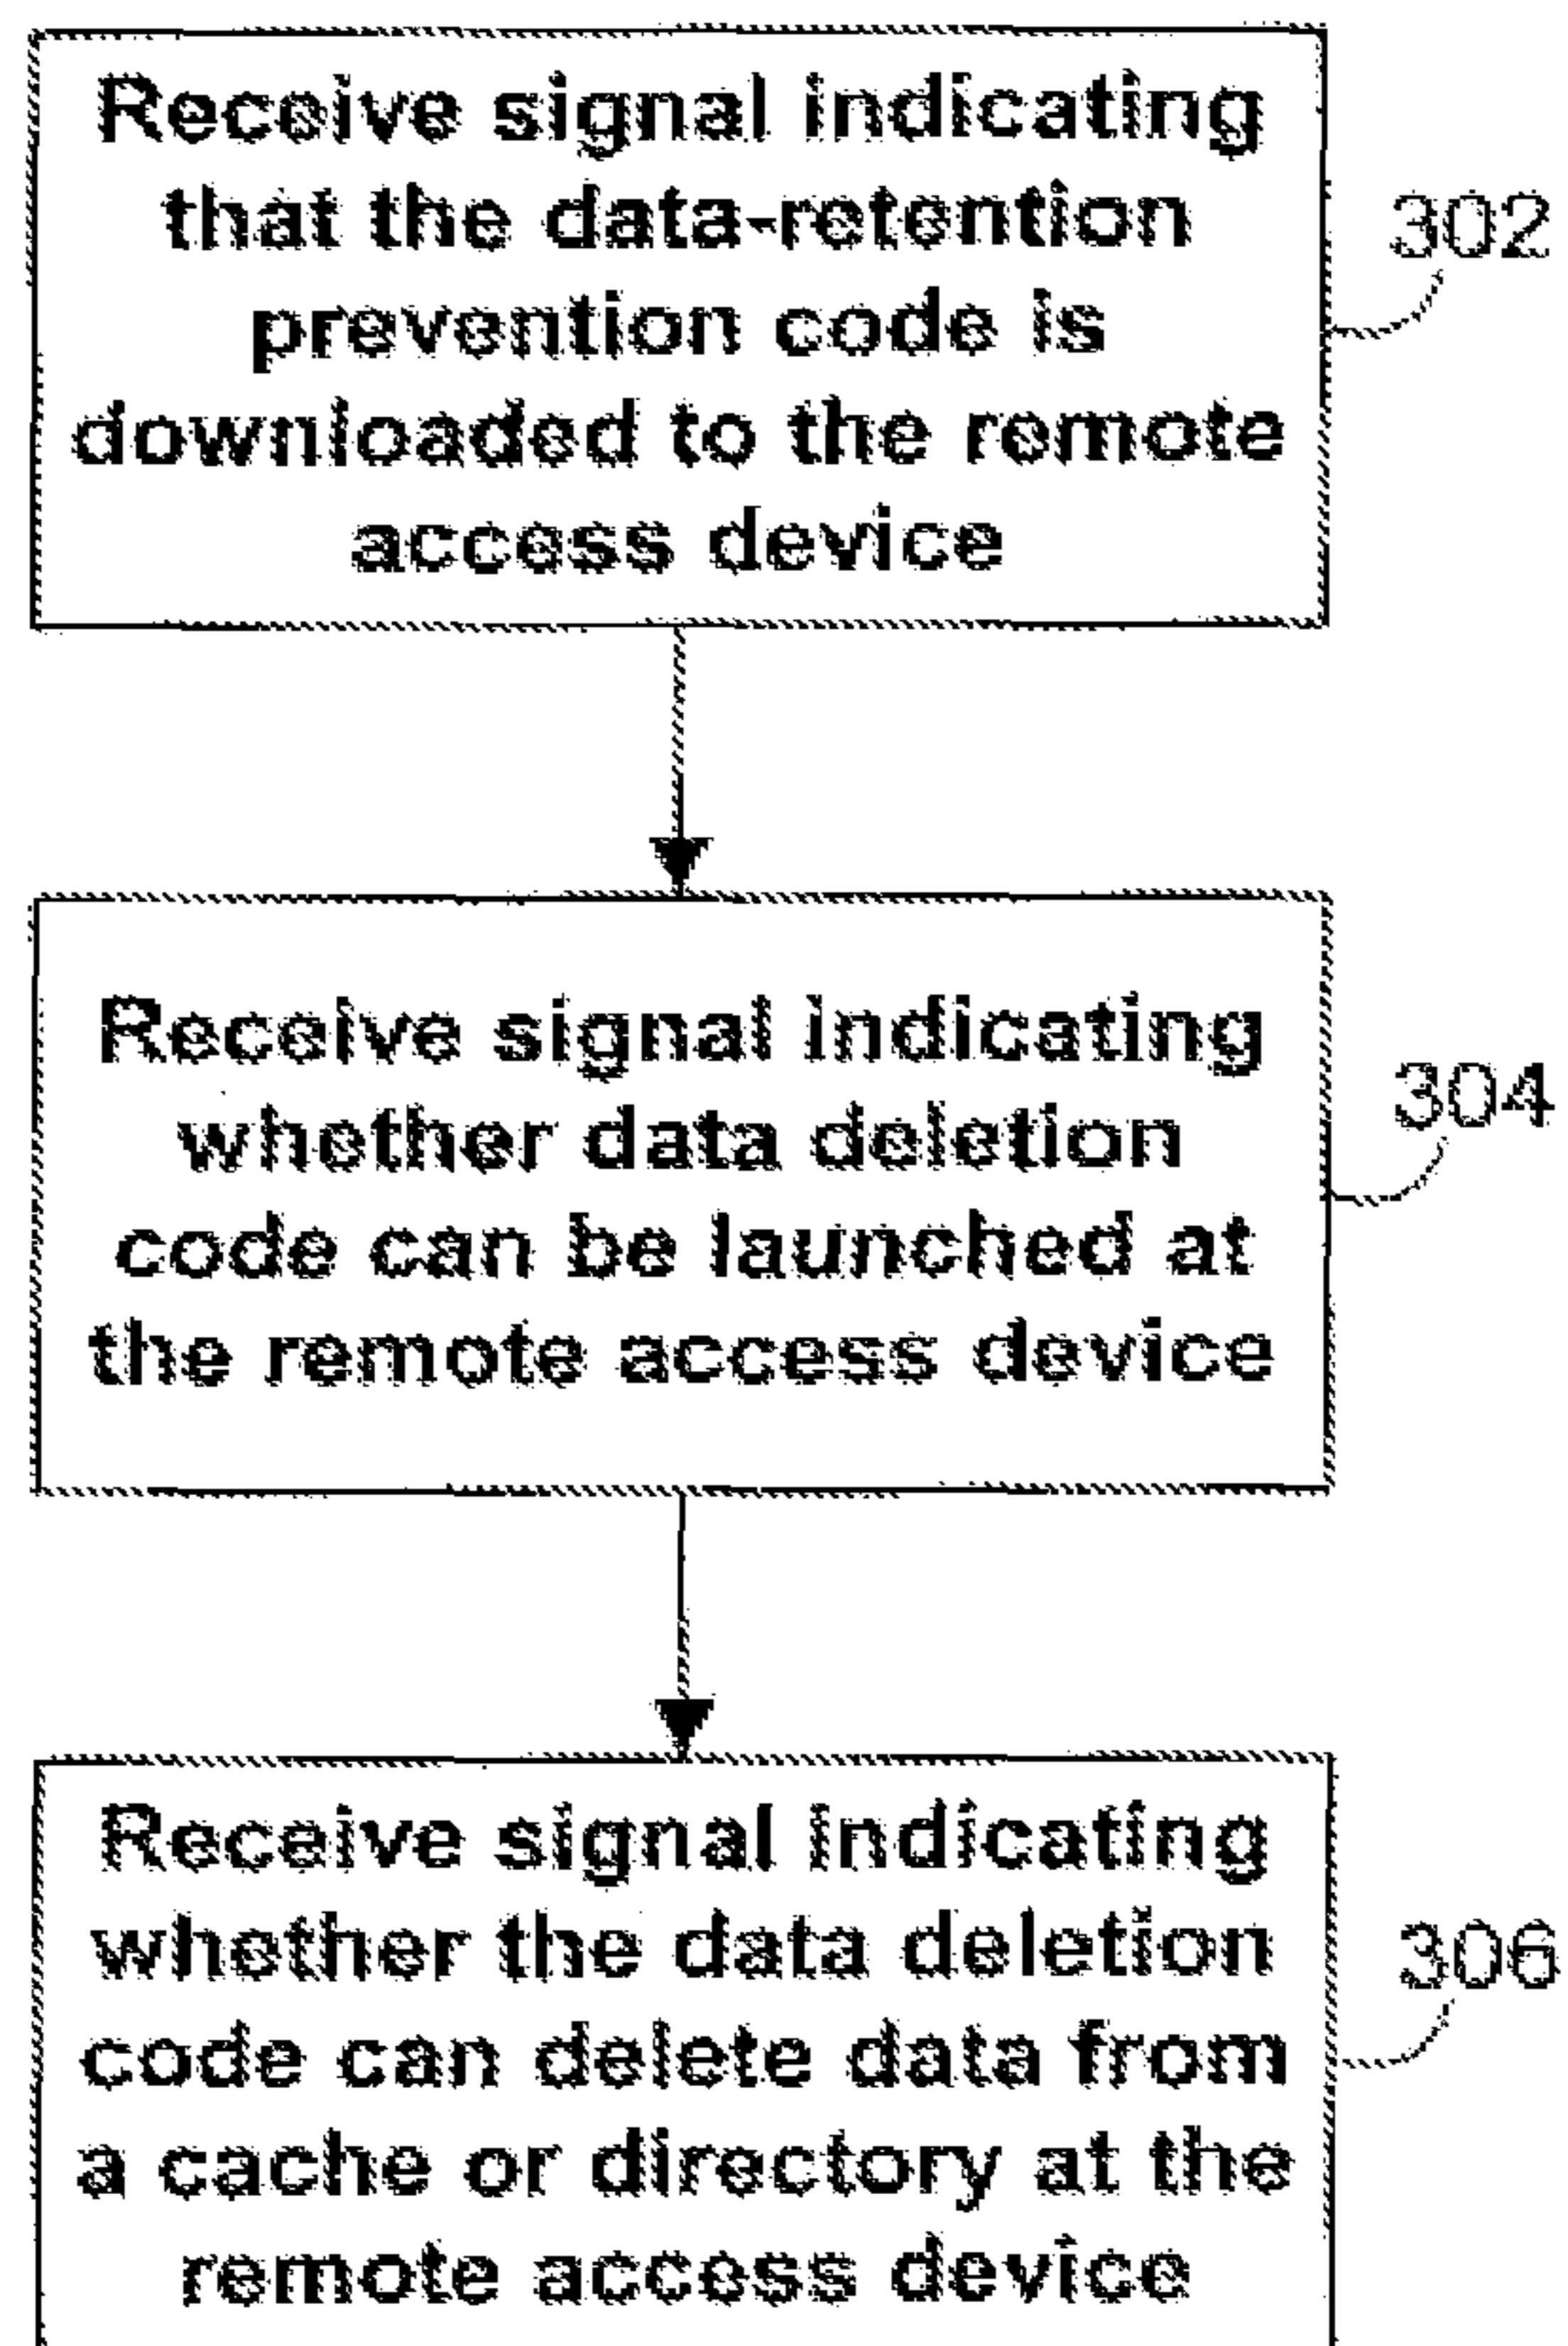 Receive signal indicating
that the data-retention
prevention code is
downloaded to the remote
access device
302
Receive signal indicating
whether data deletion
code can be launched at
the remote access device
304
Receive signal indicating
whether the data deletion
code can delete data from
a cache or directory at the
remote access device
306